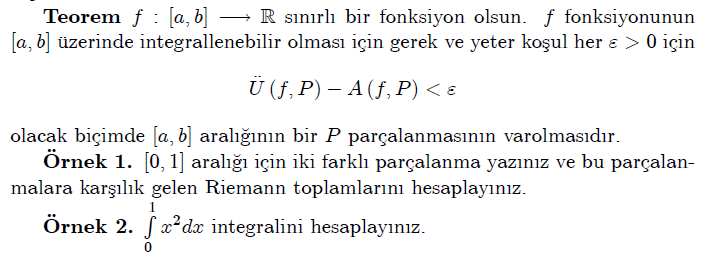 Teorem f : [a, b] ⟶ ℝ sınırlı bir fonksiyon olsun. f fonksiyonunun
[a, b] üzerinde integrallenebilir olması için gerek ve yeter koşul her ε > 0 için
Ü (f, P) − A (f, P) < ε
olacak biçimde [a, b] aralığının bir P parçalanmasının varolmasıdır.
Örnek 1. [0, 1] aralığı için iki farklı parçalanma yazınız ve bu parçalan-
malara karşılık gelen Riemann toplamlarını hesaplayınız.
Örnek 2. ∫₀¹ x²dx integralini hesaplayınız.